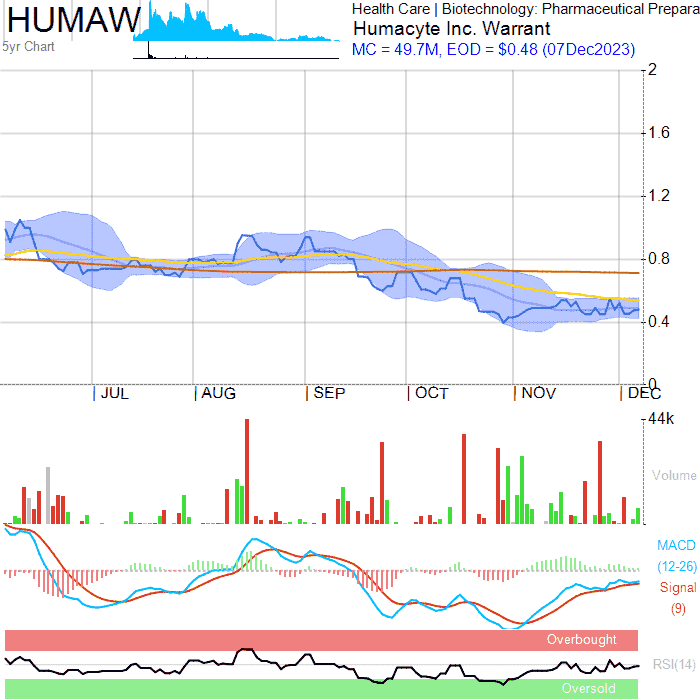 HUMAW
5yr Chart
Health Care | Biotechnology: Pharmaceutical Prepara
Humacyte Inc. Warrant
MC = 49.7M, EOD = $0.48 (07Dec2023)
2
1.6
1.2
0.8
0.4
0
JUL AUG SEP OCT NOV DEC
44k
Volume
MACD
(12-26)
Signal
(9)
Overbought
RSI(14)
Oversold